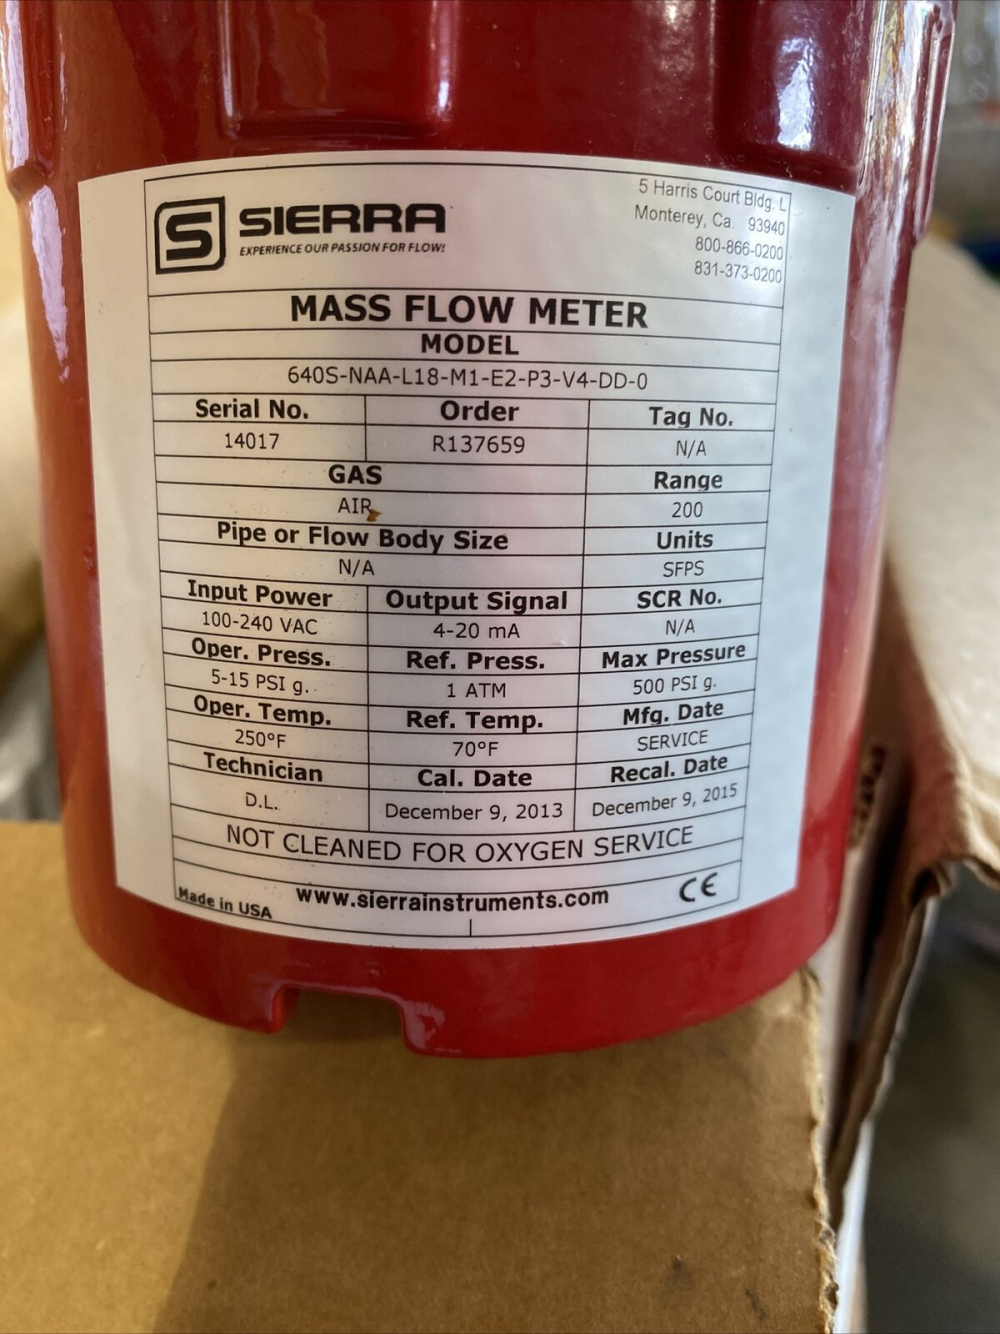 S SIERRA
EXPERIENCE OUR PASSION FOR FLOW!
5 Harris Court Bldg. L
Monterey, Ca. 93940
800-866-0200
831-373-0200
MASS FLOW METER
MODEL
640S-NAA-L18-M1-E2-P3-V4-DD-0
Serial No. Order Tag No.
14017 R137659 N/A
GAS Range
AIR 200
Pipe or Flow Body Size Units
N/A SFPS
Input Power Output Signal SCR No.
100-240 VAC 4-20 mA N/A
Oper. Press. Ref. Press. Max Pressure
5-15 PSI g. 1 ATM 500 PSI g.
Oper. Temp. Ref. Temp. Mfg. Date
250°F 70°F SERVICE
Technician Cal. Date Recal. Date
D.L. December 9, 2013 December 9, 2015
NOT CLEANED FOR OXYGEN SERVICE
Made in USA www.sierrainstruments.com CE